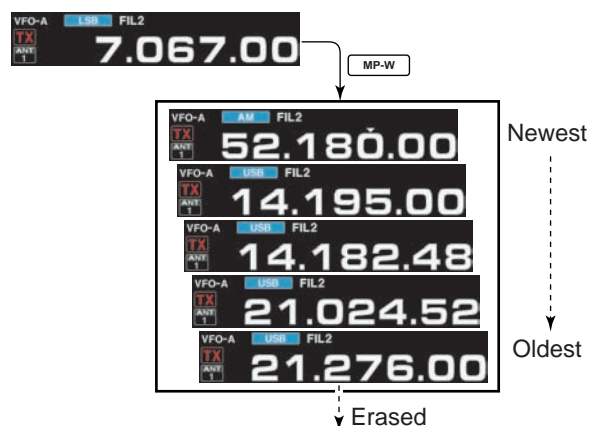 VFO-A LSB FIL2
TX
ANT
1
7.067.00
MP-W
VFO-A AM FIL2
TX
ANT
1
52.180.00
Newest
VFO-A USB FIL2
TX
ANT
1
14.195.00
VFO-A USB FIL2
TX
ANT
1
14.182.48
VFO-A USB FIL2
TX
ANT
1
21.024.52
VFO-A USB FIL2
TX
ANT
1
21.276.00
Oldest
Erased